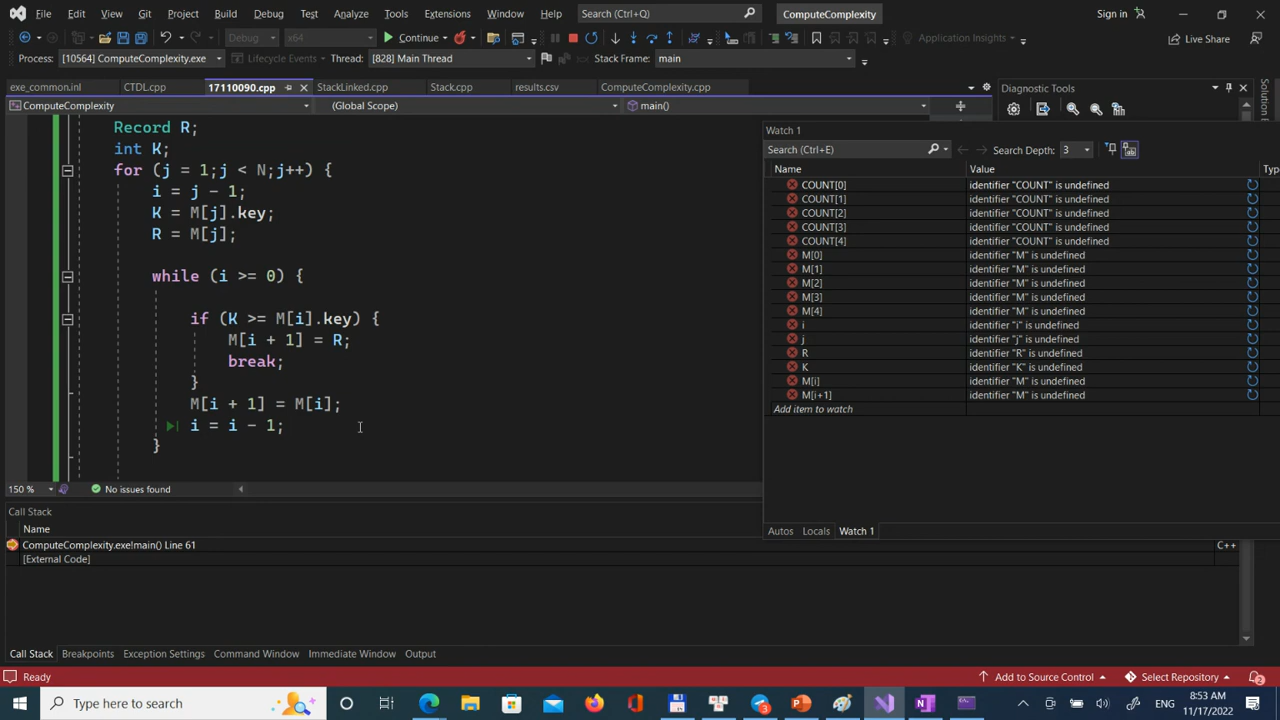 File Edit View Git Project Build Debug Test Analyze Tools Extensions Window Help Search (Ctrl+Q) ComputeComplexity Sign in
Debug x64 Continue Application Insights Live Share
Process: [10564] ComputeComplexity.exe Lifecycle Events Thread: [828] Main Thread Stack Frame: main
exe_common.inl CTDL.cpp 17110090.cpp StackLinked.cpp Stack.cpp results.csv ComputeComplexity.cpp Diagnostic Tools
ComputeComplexity (Global Scope) main()
Record R;
int K;
for (j = 1;j < N;j++) {
i = j - 1;
K = M[j].key;
R = M[j];
while (i >= 0) {
if (K >= M[i].key) {
M[i + 1] = R;
break;
}
M[i + 1] = M[i];
i = i - 1;
}
150 % No issues found
Watch 1
Search (Ctrl+E) Search Depth: 3
Name Value Ty
COUNT[0] identifier "COUNT" is undefined
COUNT[1] identifier "COUNT" is undefined
COUNT[2] identifier "COUNT" is undefined
COUNT[3] identifier "COUNT" is undefined
COUNT[4] identifier "COUNT" is undefined
M[0] identifier "M" is undefined
M[1] identifier "M" is undefined
M[2] identifier "M" is undefined
M[3] identifier "M" is undefined
M[4] identifier "M" is undefined
i identifier "i" is undefined
j identifier "j" is undefined
R identifier "R" is undefined
K identifier "K" is undefined
M[i] identifier "M" is undefined
M[i+1] identifier "M" is undefined
Add item to watch
Autos Locals Watch 1
Solution E
Call Stack
Name
ComputeComplexity.exe!main() Line 61 C++
[External Code]
Call Stack Breakpoints Exception Settings Command Window Immediate Window Output
Ready Add to Source Control Select Repository 2
Type here to search 3 ENG 8:53 AM
11/17/2022